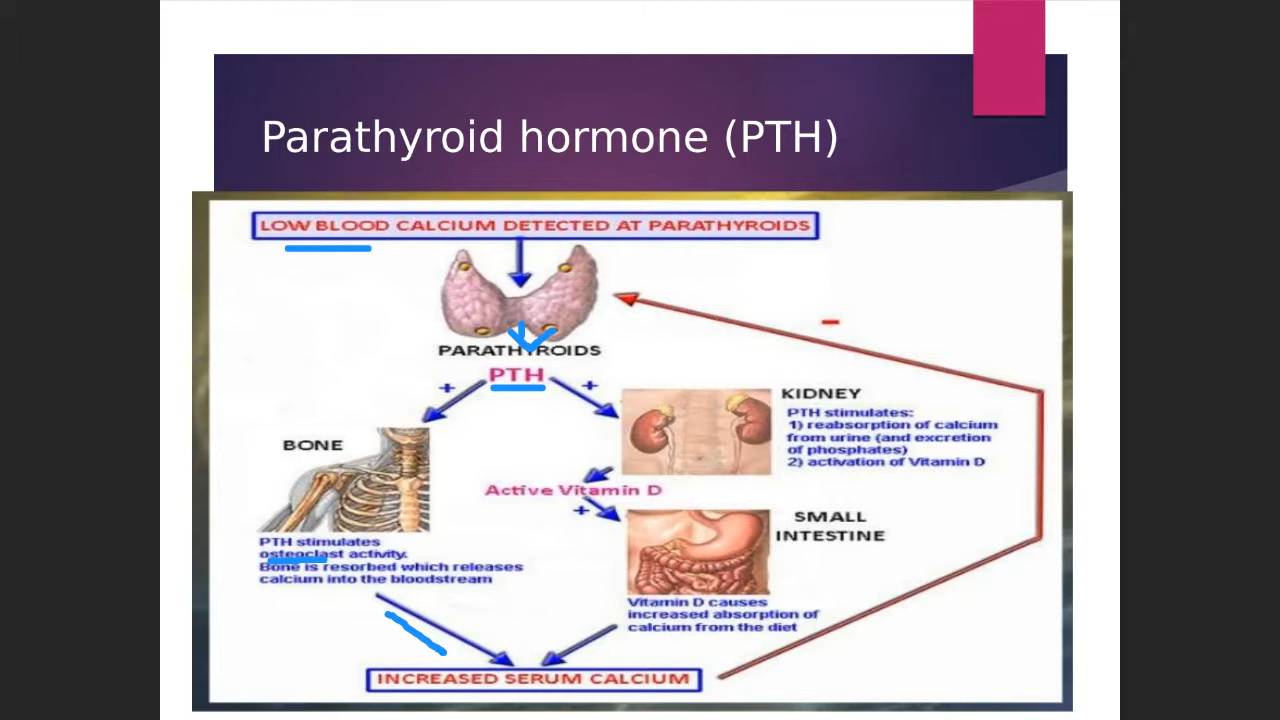 Parathyroid hormone (PTH)
LOW BLOOD CALCIUM DETECTED AT PARATHYROIDS
PARATHYROIDS
PTH
+
+
-
KIDNEY
PTH stimulates:
1) reabsorption of calcium
from urine (and excretion
of phosphates)
2) activation of Vitamin D
BONE
Active Vitamin D
+
SMALL
INTESTINE
PTH stimulates
osteoclast activity.
Bone is resorbed which releases
calcium into the bloodstream
Vitamin D causes
increased absorption of
calcium from the diet
INCREASED SERUM CALCIUM